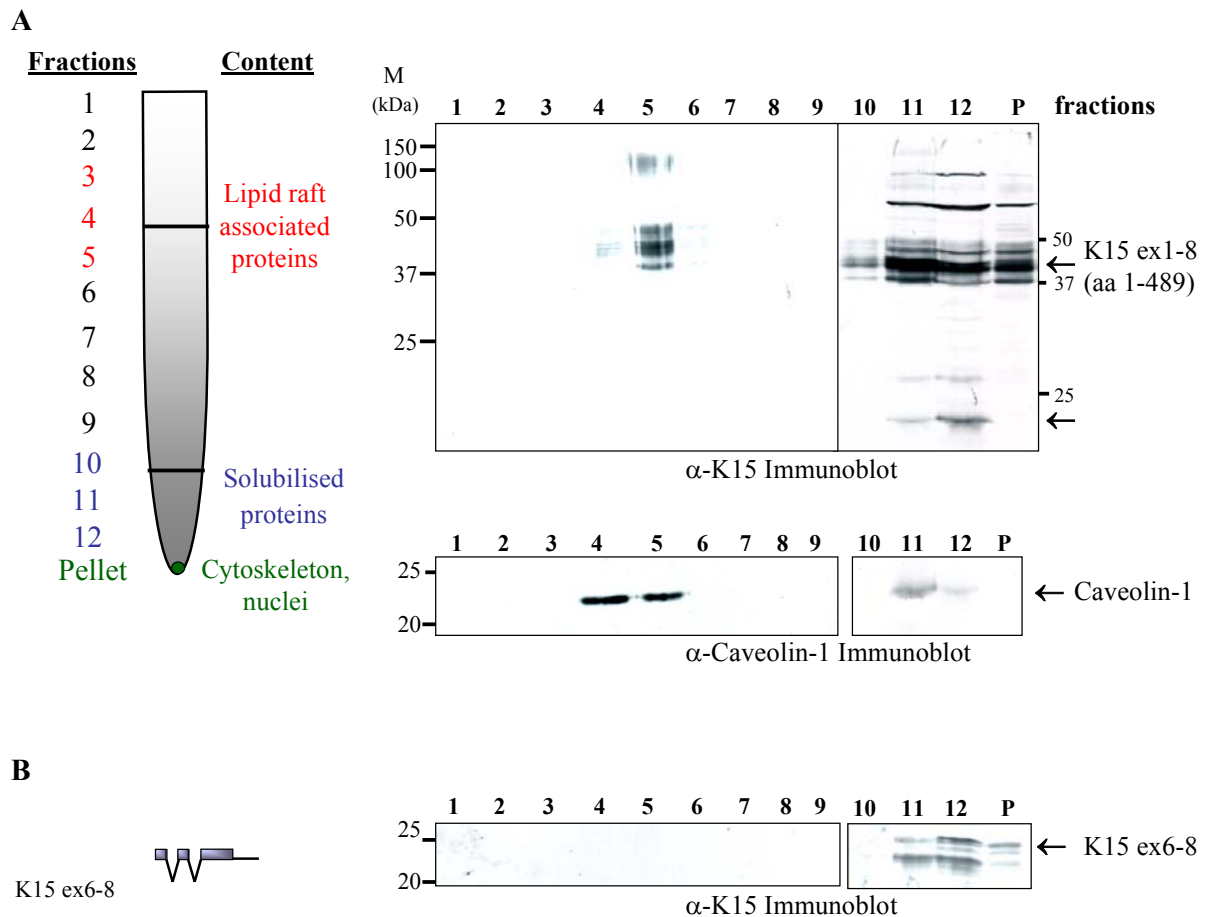 A
Fractions Content
1
2
3
4
5
6
7
8
9
10
11
12
Pellet
Lipid raft
associated
proteins
Solubilised
proteins
Cytoskeleton,
nuclei
M
(kDa)
1 2 3 4 5 6 7 8 9 10 11 12 P fractions
150
100
50
37
25
50
37
25
K15 ex1-8
(aa 1-489)
α-K15 Immunoblot
1 2 3 4 5 6 7 8 9 10 11 12 P
25
20
Caveolin-1
α-Caveolin-1 Immunoblot
B
K15 ex6-8
1 2 3 4 5 6 7 8 9 10 11 12 P
25
20
K15 ex6-8
α-K15 Immunoblot